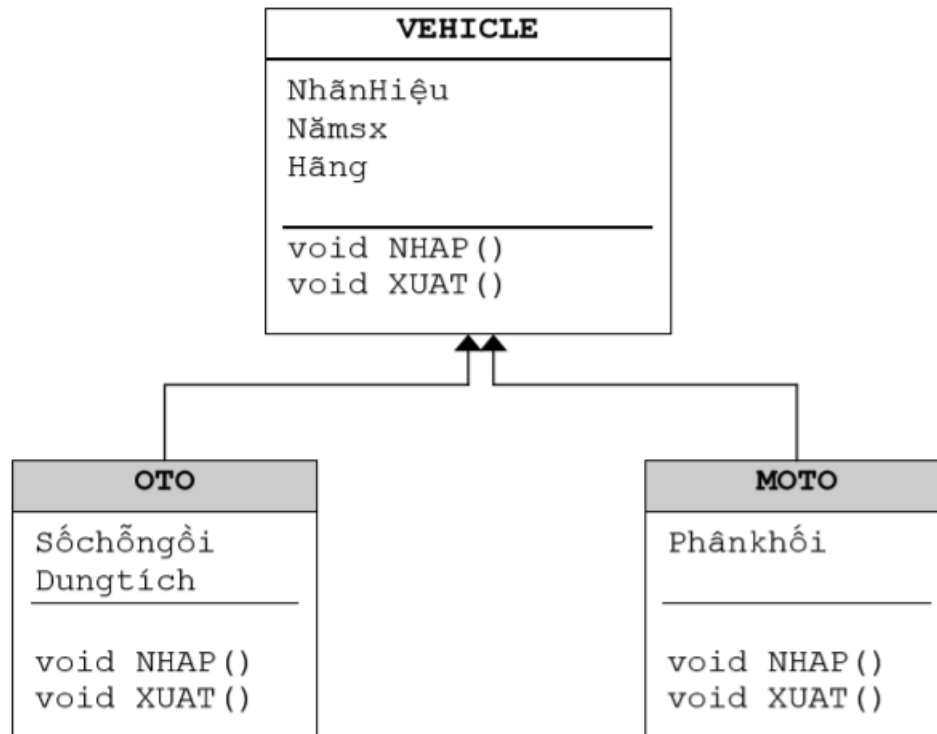 VEHICLE
NhãnHiệu
Nămsx
Hãng
void NHAP()
void XUAT()
OTO
Sốchỗngồi
Dungtích
void NHAP()
void XUAT()
MOTO
Phânkhối
void NHAP()
void XUAT()